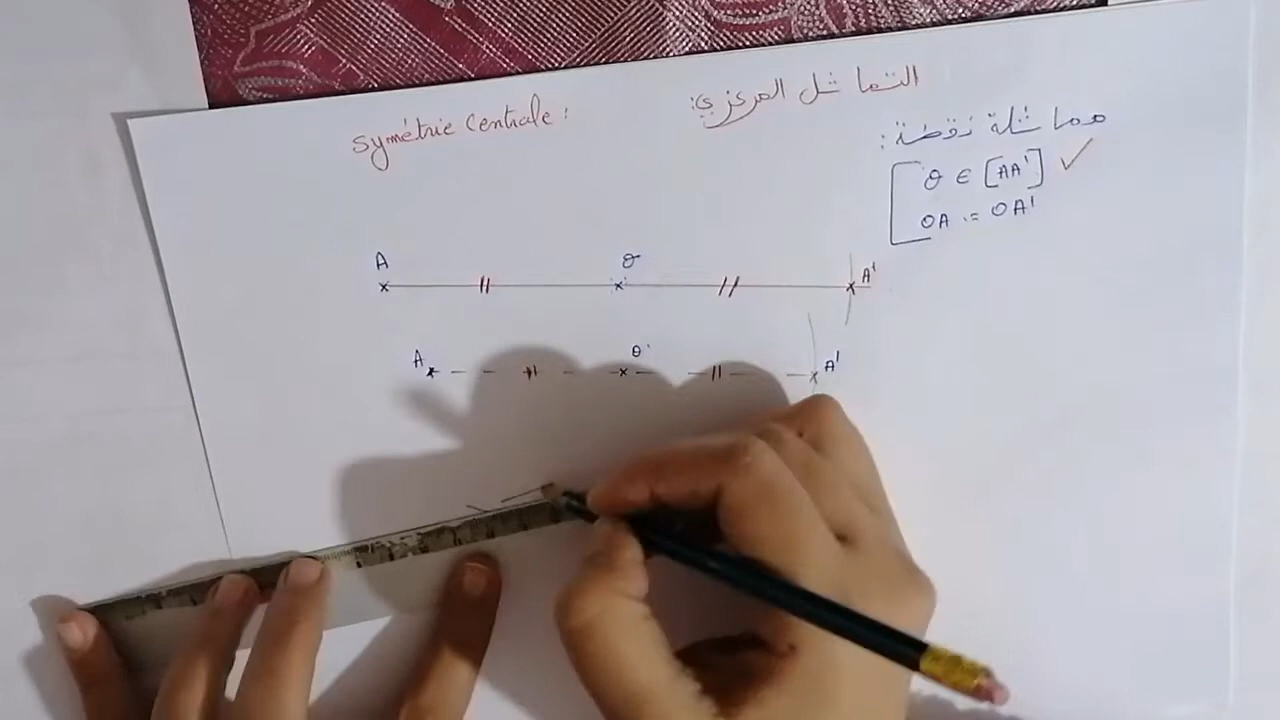 symétrie centrale :
التماثل المركزي:
مماثلة نقطة :
O ∈ [AA'] ✓
OA = OA'
A O A'
A O A'